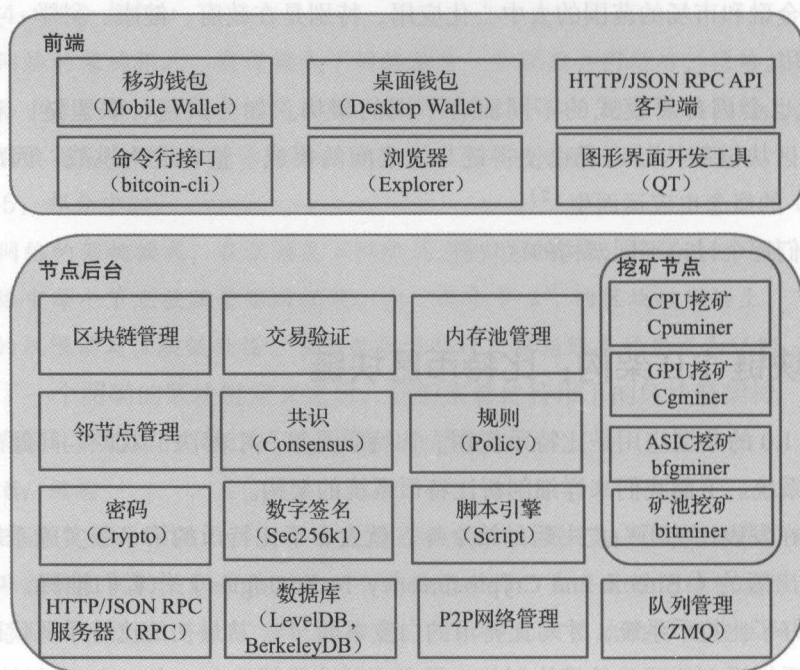 前端
移动钱包
（Mobile Wallet）
桌面钱包
（Desktop Wallet）
HTTP/JSON RPC API
客户端
命令行接口
（bitcoin-cli）
浏览器
（Explorer）
图形界面开发工具
（QT）
节点后台
区块链管理
交易验证
内存池管理
邻节点管理
共识
（Consensus）
规则
（Policy）
密码
（Crypto）
数字签名
（Sec256k1）
脚本引擎
（Script）
HTTP/JSON RPC
服务器（RPC）
数据库
（LevelDB，
BerkeleyDB）
P2P网络管理
队列管理
（ZMQ）
挖矿节点
CPU挖矿
Cpuminer
GPU挖矿
Cgminer
ASIC挖矿
bfgminer
矿池挖矿
bitminer